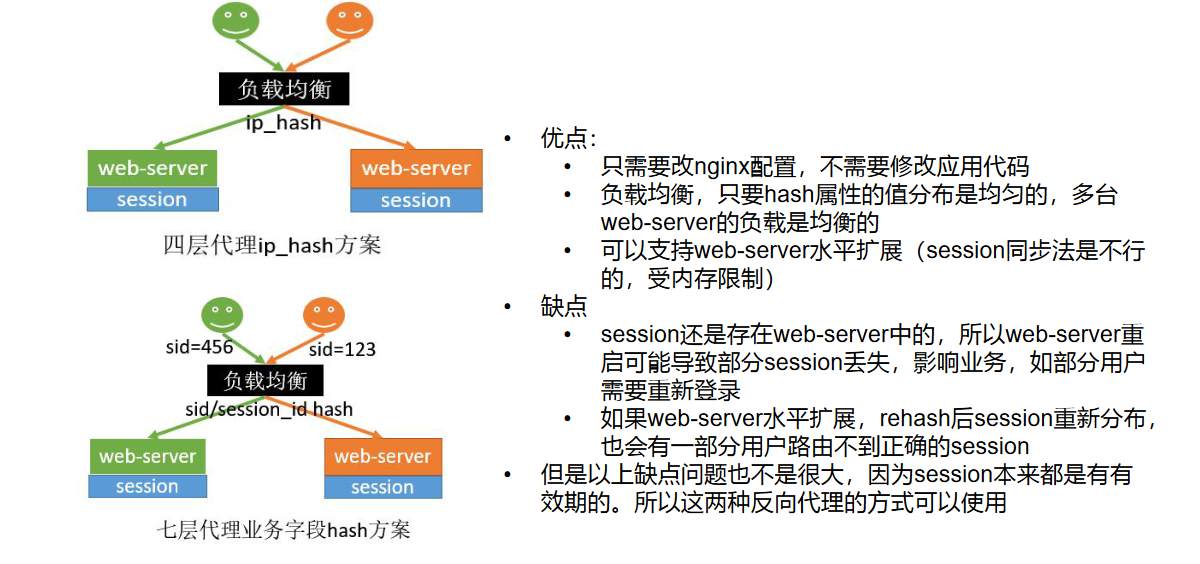 负载均衡
ip_hash
web-server
web-server
session
session
四层代理ip_hash方案
sid=456
sid=123
负载均衡
sid/session_id hash
web-server
web-server
session
session
七层代理业务字段hash方案
• 优点：
• 只需要改nginx配置，不需要修改应用代码
• 负载均衡，只要hash属性的值分布是均匀的，多台
web-server的负载是均衡的
• 可以支持web-server水平扩展（session同步法是不行
的，受内存限制）
• 缺点
• session还是存在web-server中的，所以web-server重
启可能导致部分session丢失，影响业务，如部分用户
需要重新登录
• 如果web-server水平扩展，rehash后session重新分布，
也会有一部分用户路由不到正确的session
• 但是以上缺点问题也不是很大，因为session本来都是有有
效期的。所以这两种反向代理的方式可以使用